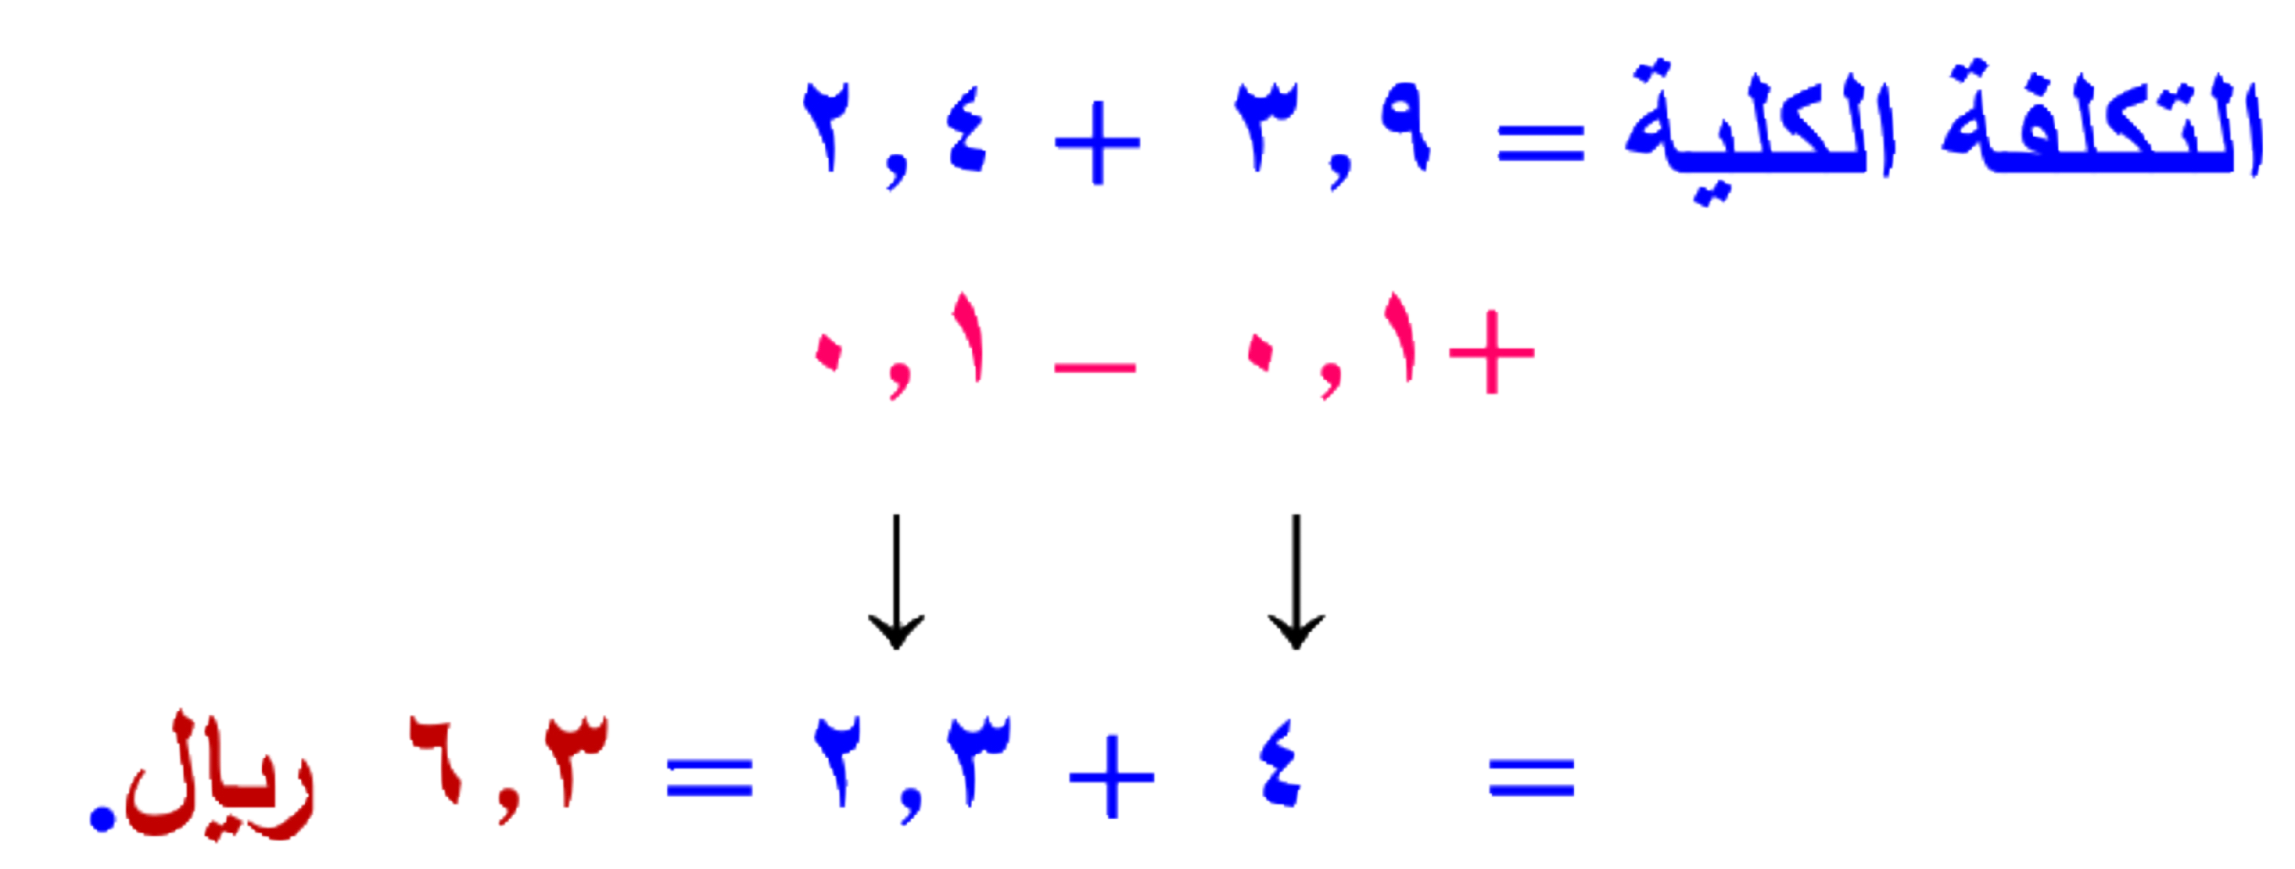 التكلفة الكلية = ٣,٩ + ٢,٤
+٠,١ – ٠,١
↓ ↓
= ٤ + ٢,٣ = ٦,٣ ريال.